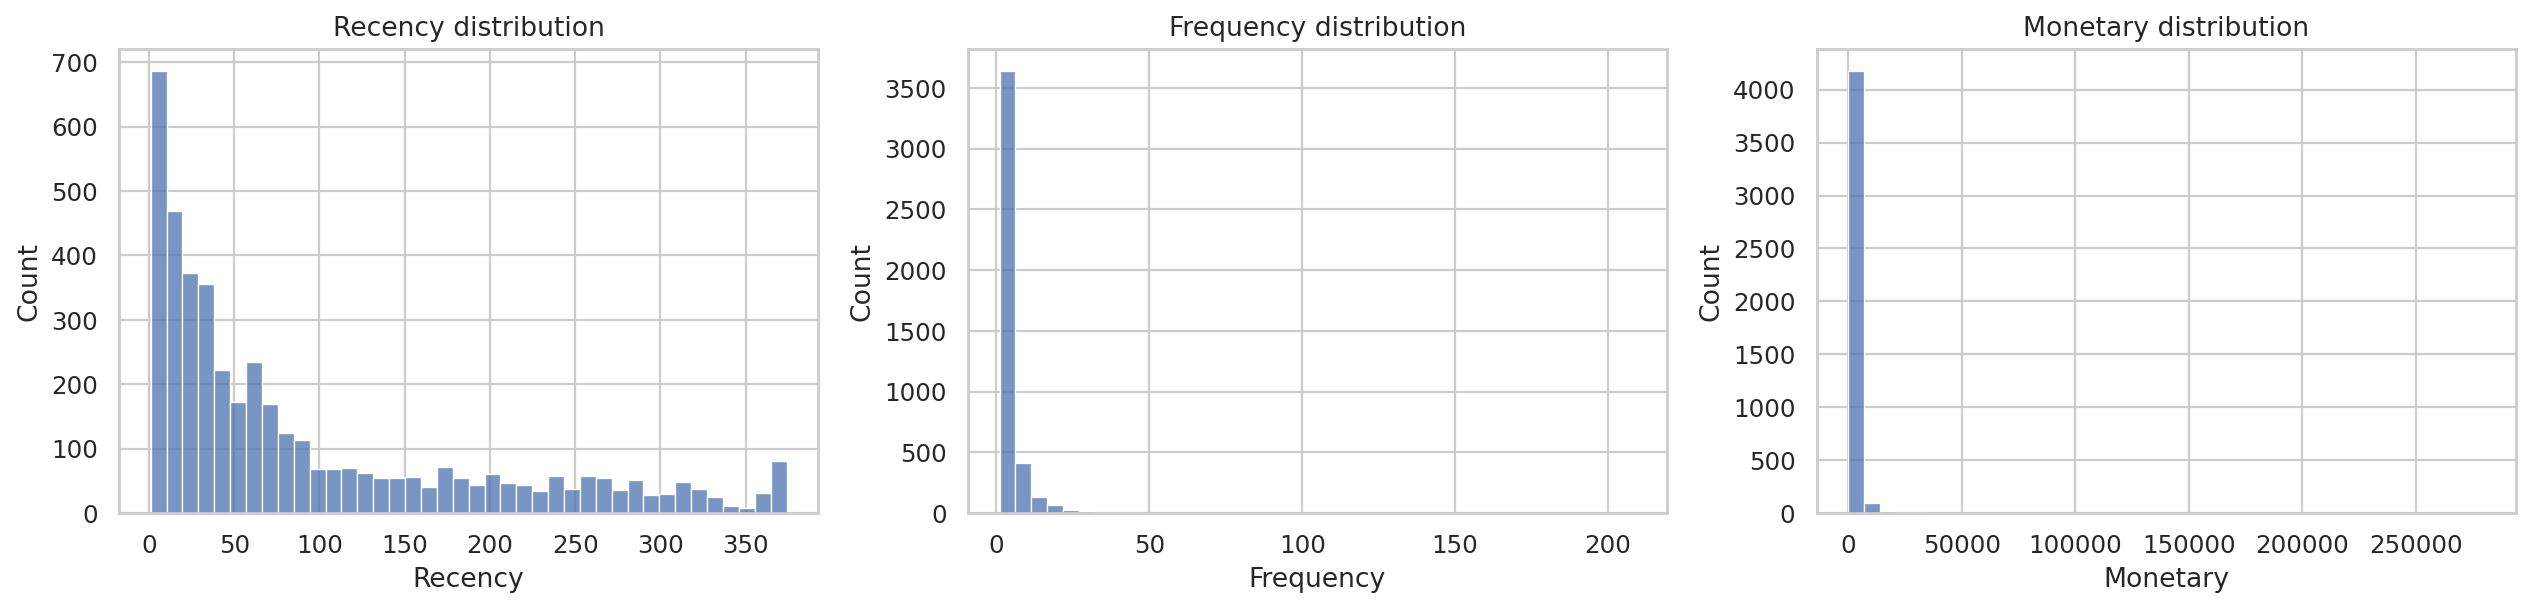 Recency distribution
700
600
500
400
300
200
100
0
Count
0 50 100 150 200 250 300 350
Recency
Frequency distribution
3500
3000
2500
2000
1500
1000
500
0
Count
0 50 100 150 200
Frequency
Monetary distribution
4000
3500
3000
2500
2000
1500
1000
500
0
Count
0 50000 100000 150000 200000 250000
Monetary